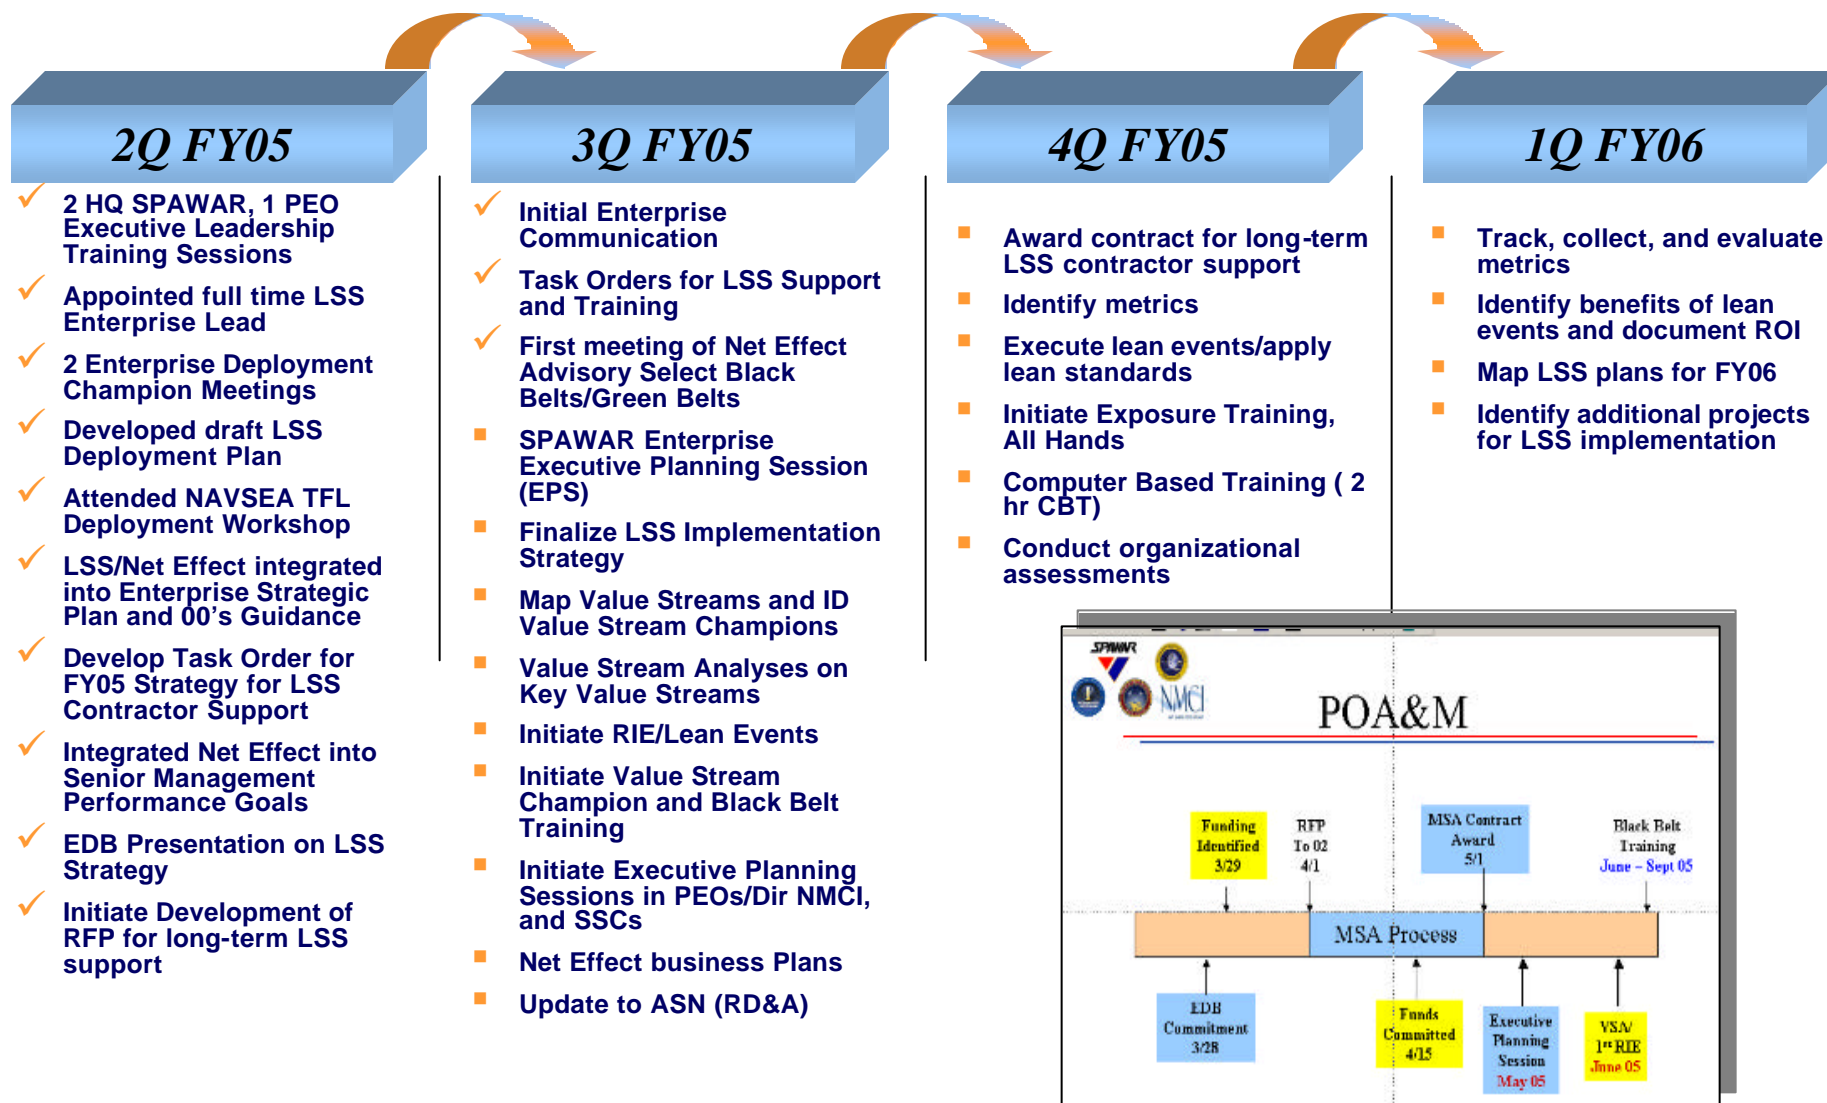 2Q FY05
2 HQ SPAWAR, 1 PEO
Executive Leadership
Training Sessions
Appointed full time LSS
Enterprise Lead
2 Enterprise Deployment
Champion Meetings
Developed draft LSS
Deployment Plan
Attended NAVSEA TFL
Deployment Workshop
LSS/Net Effect integrated
into Enterprise Strategic
Plan and 00's Guidance
Develop Task Order for
FY05 Strategy for LSS
Contractor Support
Integrated Net Effect into
Senior Management
Performance Goals
EDB Presentation on LSS
Strategy
Initiate Development of
RFP for long-term LSS
support
3Q FY05
Initial Enterprise
Communication
Task Orders for LSS Support
and Training
First meeting of Net Effect
Advisory Select Black
Belts/Green Belts
SPAWAR Enterprise
Executive Planning Session
(EPS)
Finalize LSS Implementation
Strategy
Map Value Streams and ID
Value Stream Champions
Value Stream Analyses on
Key Value Streams
Initiate RIE/Lean Events
Initiate Value Stream
Champion and Black Belt
Training
Initiate Executive Planning
Sessions in PEOs/Dir NMCI,
and SSCs
Net Effect business Plans
Update to ASN (RD&A)
4Q FY05
Award contract for long-term
LSS contractor support
Identify metrics
Execute lean events/apply
lean standards
Initiate Exposure Training,
All Hands
Computer Based Training ( 2
hr CBT)
Conduct organizational
assessments
1Q FY06
Track, collect, and evaluate
metrics
Identify benefits of lean
events and document ROI
Map LSS plans for FY06
Identify additional projects
for LSS implementation
SPAWAR
NMCI
POA&M
Funding
Identified
3/29
RFP
To 02
4/1
MSA Contract
Award
5/1
Black Belt
Training
June – Sept 05
MSA Process
EDB
Commitment
3/28
Funds
Committed
4/15
Executive
Planning
Session
May 05
VSA/
1st RIE
June 05